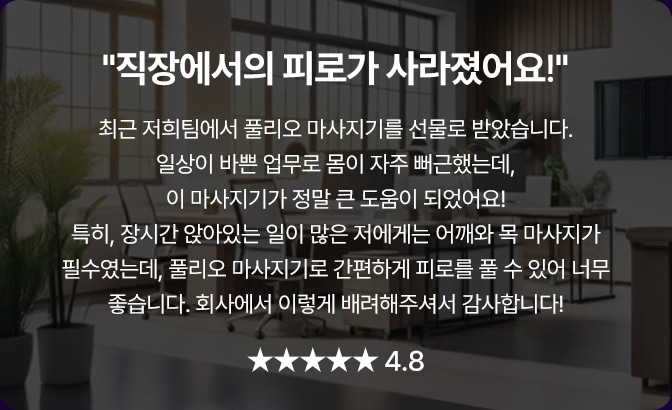 "직장에서의 피로가 사라졌어요!"
최근 저희팀에서 풀리오 마사지기를 선물로 받았습니다.
일상이 바쁜 업무로 몸이 자주 뻐근했는데,
이 마사지기가 정말 큰 도움이 되었어요!
특히, 장시간 앉아있는 일이 많은 저에게는 어깨와 목 마사지가
필수였는데, 풀리오 마사지기로 간편하게 피로를 풀 수 있어 너무
좋습니다. 회사에서 이렇게 배려해주셔서 감사합니다!
★★★★★ 4.8